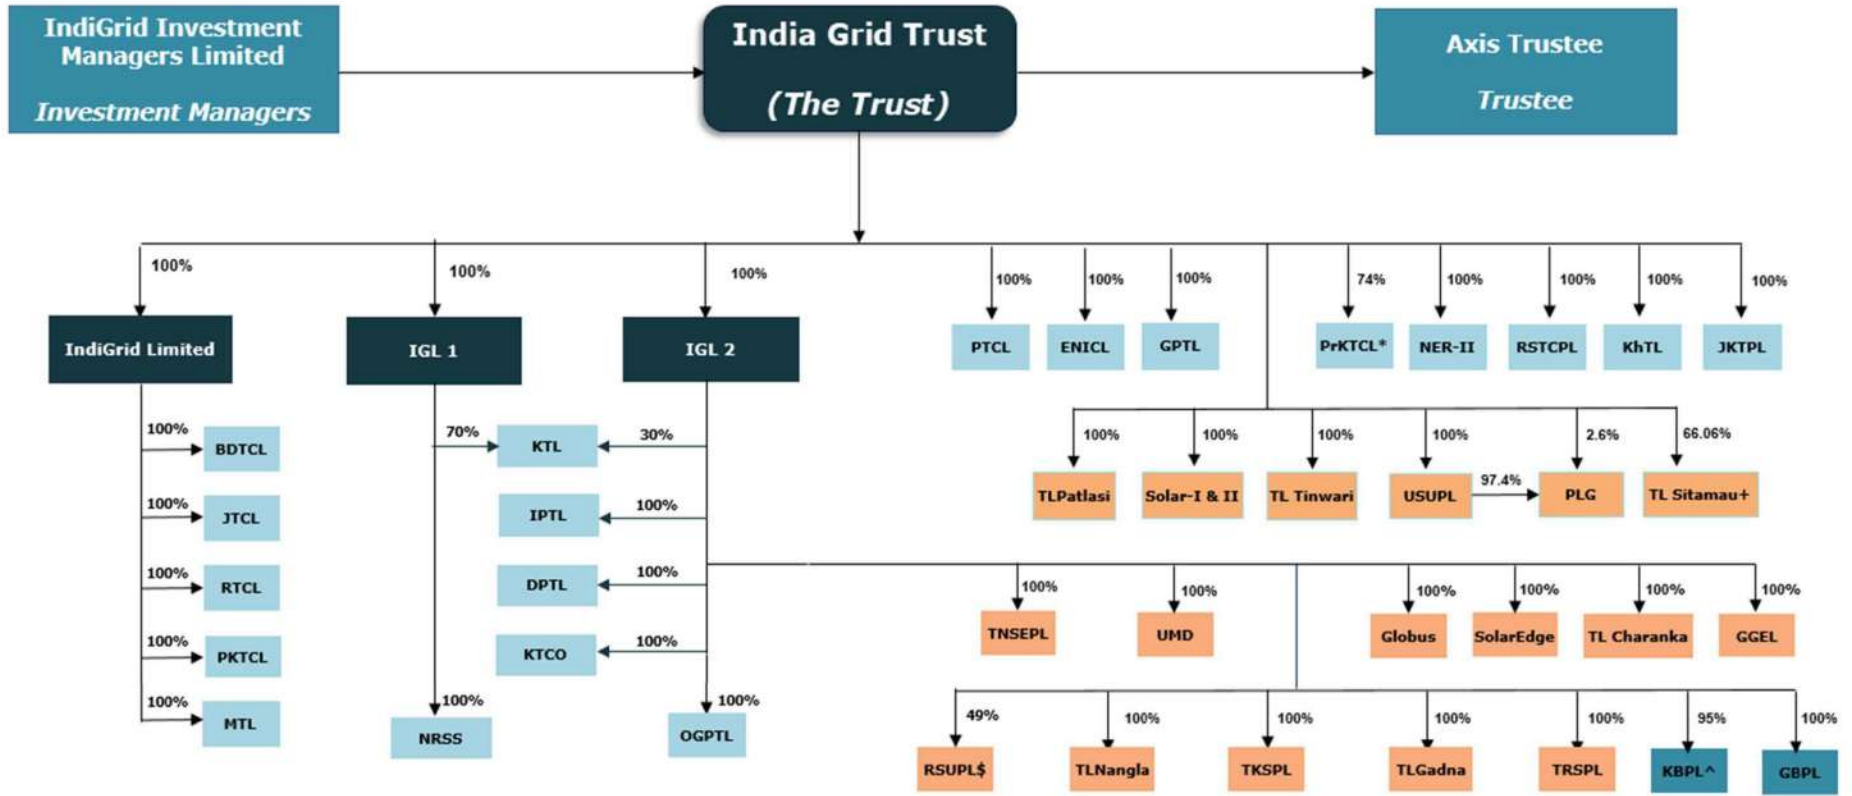 IndiGrid Investment
Managers Limited
Investment Managers
India Grid Trust
(The Trust)
Axis Trustee
Trustee
100%
100%
100%
100%
100%
100%
74%
100%
100%
100%
100%
IndiGrid Limited
IGL 1
IGL 2
PTCL
ENICL
GPTL
PrKTCL*
NER-II
RSTCPL
KhTL
JKTPL
100%
BDTCL
100%
JTCL
100%
RTCL
100%
PKTCL
100%
MTL
70%
KTL
30%
IPTL
100%
DPTL
100%
KTCO
100%
100%
NRSS
100%
OGPTL
100%
100%
100%
100%
2.6%
66.06%
TLPatlasi
Solar-I & II
TL Tinwari
USUPL
97.4%
PLG
TL Sitamau+
100%
100%
100%
100%
100%
100%
TNSEPL
UMD
Globus
SolarEdge
TL Charanka
GGEL
49%
100%
100%
100%
100%
95%
100%
RSUPL$
TLNangla
TKSPL
TLGadna
TRSPL
KBPL^
GBPL